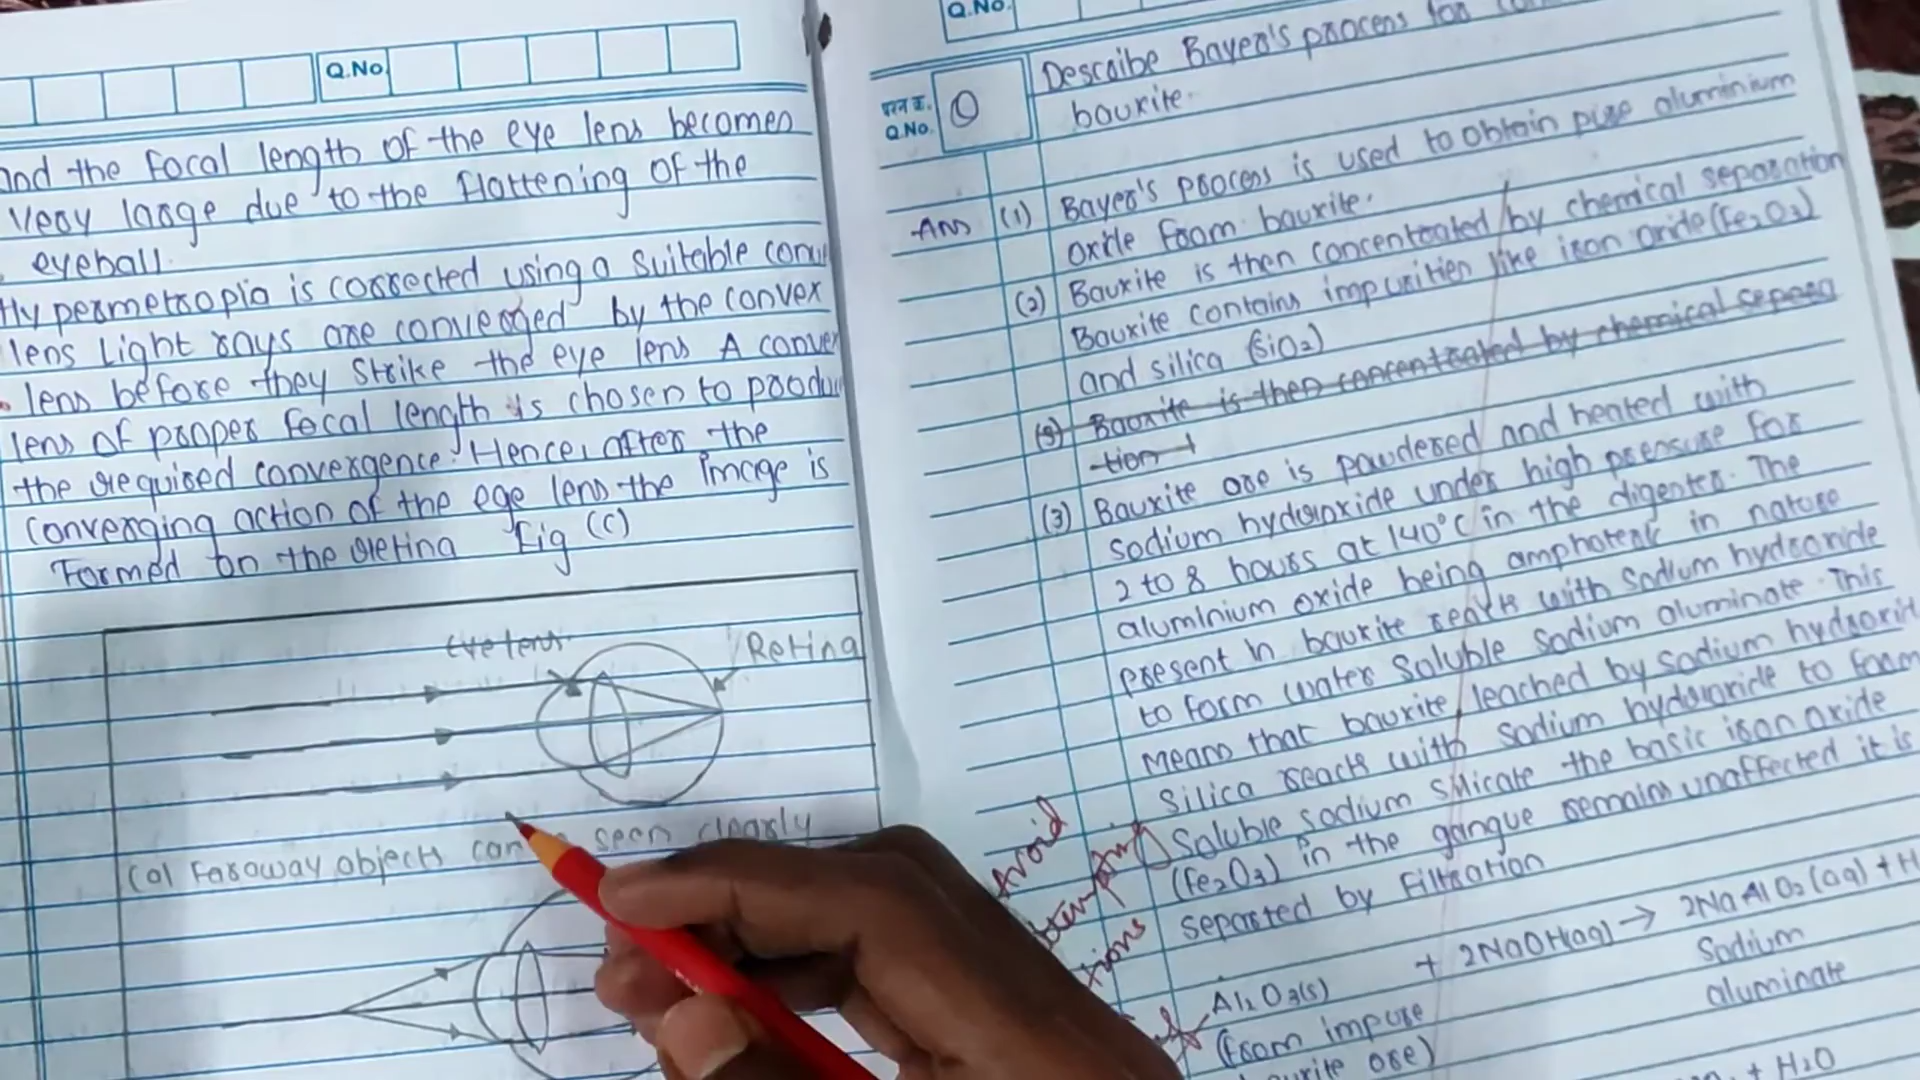 Q.No.
and the focal length of the eye lens becomes
very large due to the flattening of the
eyeball.
Hypermetropia is corrected using a suitable
lens Light rays are converged by the convex
lens before they strike the eye lens A
lens of proper focal length is chosen to
the required convergence. Hence, after the
converging action of the eye lens the image is
Formed on the retina Fig (c)
Eye lens
Retina
(a) Faraway objects can seen clearly
Q.No.
प्रश्न क्र.
Q.No.
Describe Bayer's process for
bauxite.
Ans (1) Bayer's process is used to obtain pure aluminium
oxide from bauxite.
(2) Bauxite is then concentrated by chemical separation
Bauxite contains impurities like iron oxide (Fe2O3)
and silica (SiO2)
(3) Bauxite is then concentrated by chemical
tion
(3) Bauxite ore is powdered and heated with
sodium hydroxide under high pressure for
2 to 8 hours at 140°C in the digester. The
aluminium oxide being amphoteric in nature
present in bauxite reacts with sodium hydroxide
to form water soluble sodium aluminate. This
means that bauxite leached by sodium
Silica reacts with sodium hydroxide to form
Soluble sodium silicate the basic iron oxide
(Fe2O3) in the gangue remains unaffected it is
separated by Filtration
Avoid
Al2O3(s) + 2NaOH(aq) → 2NaAlO2(aq) +
(from impure
ore)
Sodium
aluminate
+ H2O